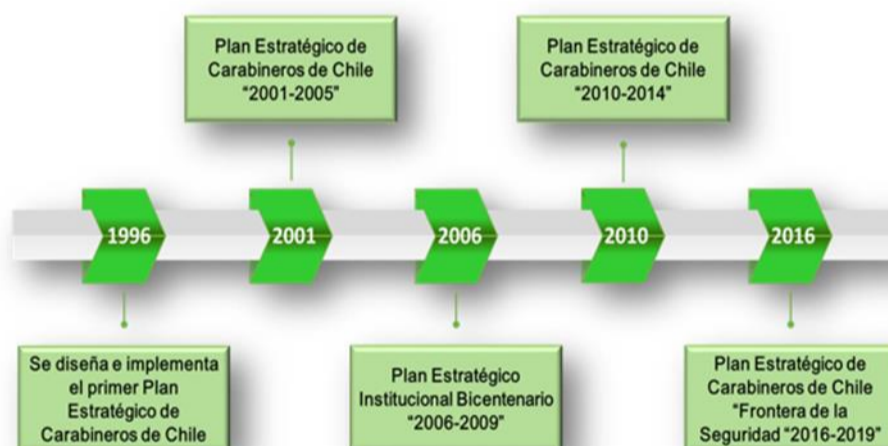 Plan Estratégico de
Carabineros de Chile
"2001-2005"
Plan Estratégico de
Carabineros de Chile
"2010-2014"
1996
2001
2006
2010
2016
Se diseña e implementa
el primer Plan
Estratégico de
Carabineros de Chile
Plan Estratégico
Institucional Bicentenario
"2006-2009"
Plan Estratégico de
Carabineros de Chile
"Frontera de la
Seguridad "2016-2019"